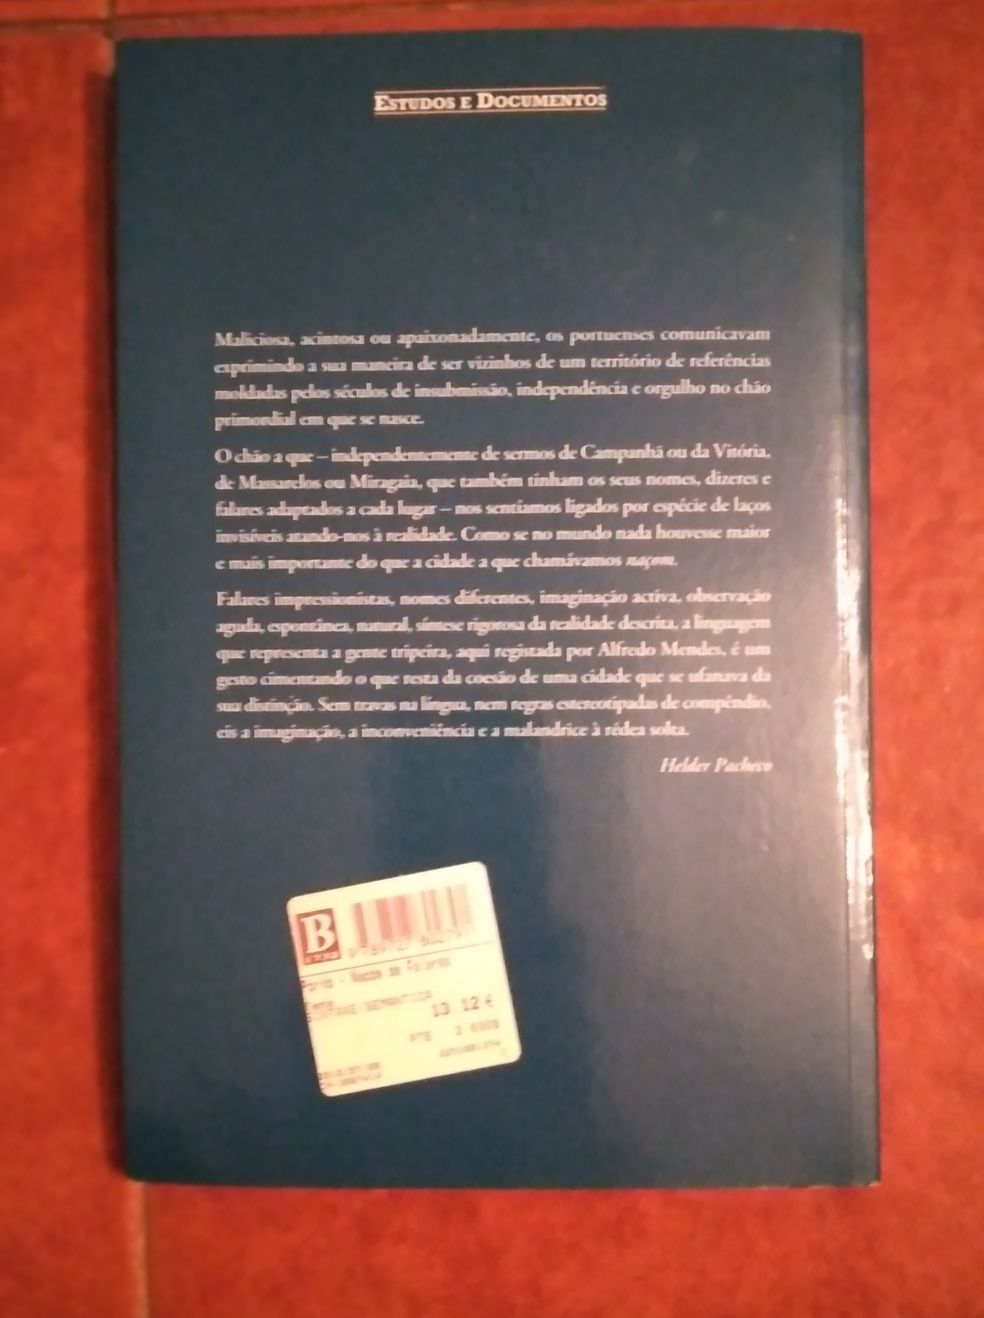 ESTUDOS E DOCUMENTOS
Maliciosa, acintosa ou apaixonadamente, os portuenses comunicavam
exprimindo a sua maneira de ser vizinhos de um território de referências
moldadas pelos séculos de insubmissão, independência e orgulho no chão
primordial em que se nasce.
O chão a que – independentemente de sermos de Campanhã ou da Vitória,
de Massarelos ou Miragaia, que também tinham os seus nomes, dizeres e
falares adaptados a cada lugar – nos sentíamos ligados por espécie de laços
invisíveis atando-nos à realidade. Como se no mundo nada houvesse maior
e mais importante do que a cidade a que chamávamos naçom.
Falares impressionistas, nomes diferentes, imaginação activa, observação
aguda, espontânea, natural, síntese rigorosa da realidade descrita, a linguagem
que representa a gente tripeira, aqui registada por Alfredo Mendes, é um
gesto cimentando o que resta da coesão de uma cidade que se ufanava da
sua distinção. Sem travas na língua, nem regras estereotipadas de compêndio,
eis a imaginação, a inconveniência e a malandrice à rédea solta.
Helder Pacheco
B
Porto - Naçom de Falares
SEMANTICA
13.12 €
PTE